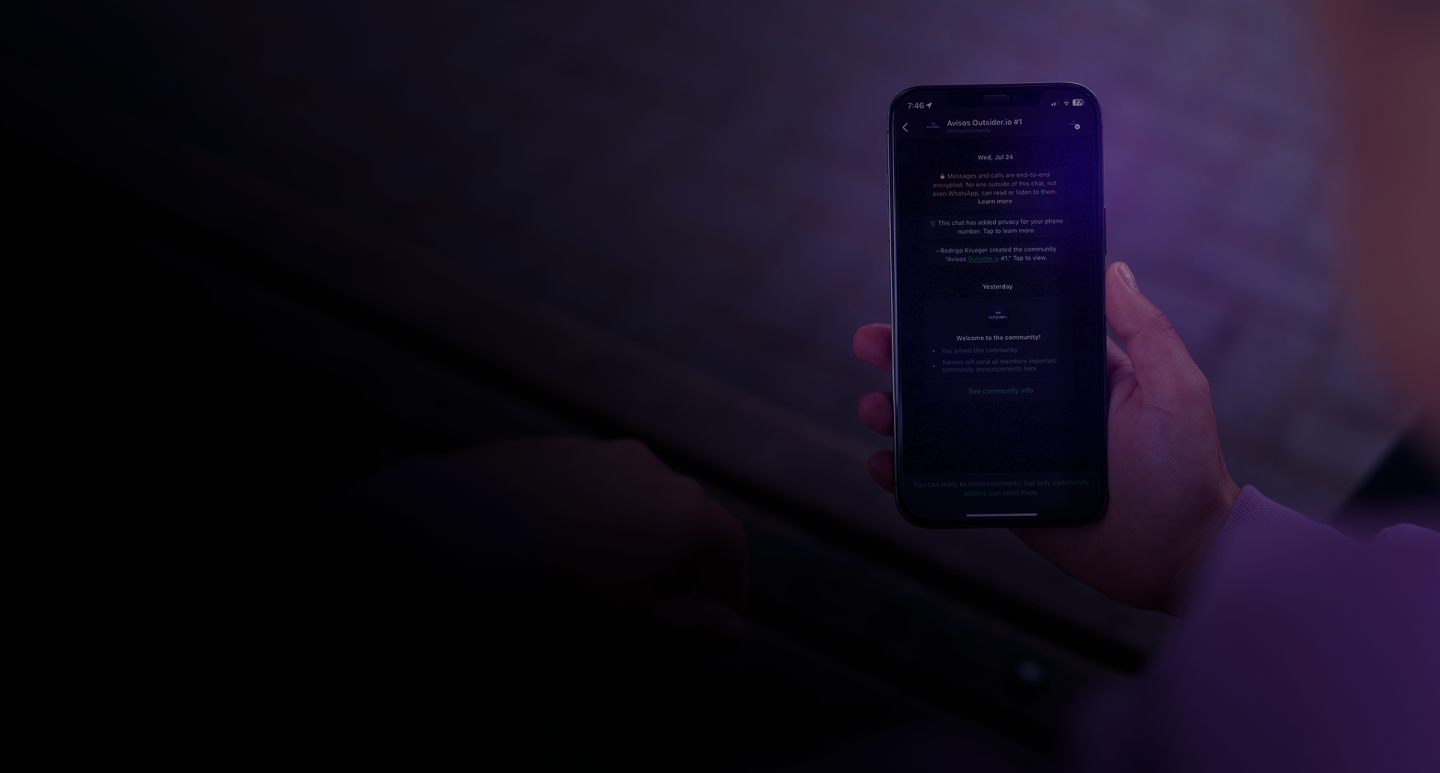 7:46
77
Avisos Outsider.io #1
Announcements
Wed, Jul 24
🔒 Messages and calls are end-to-end
encrypted. No one outside of this chat, not
even WhatsApp, can read or listen to them.
Learn more
This chat has added privacy for your phone
number. Tap to learn more.
~Rodrigo Krueger created the community
"Avisos Outsider.io #1." Tap to view.
Yesterday
outsider.
Welcome to the community!
• You joined this community
• Admins will send all members important
community announcements here
See community info
You can reply to announcements, but only community
admins can send them.